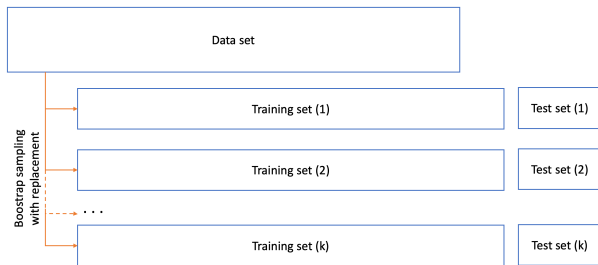 Data set
Training set (1)
Test set (1)
Training set (2)
Test set (2)
Boostrap sampling
with replacement
. . .
Training set (k)
Test set (k)